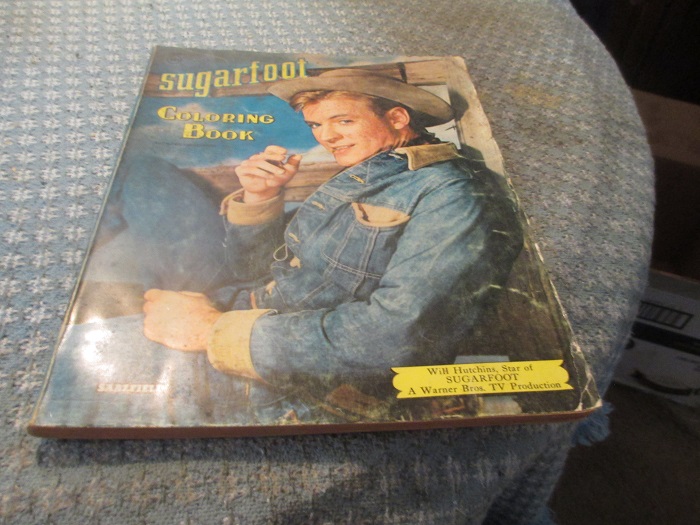 sugarfoot
COLORING
BOOK
SAALFIELD
Will Hutchins, Star of
SUGARFOOT
A Warner Bros. TV Production